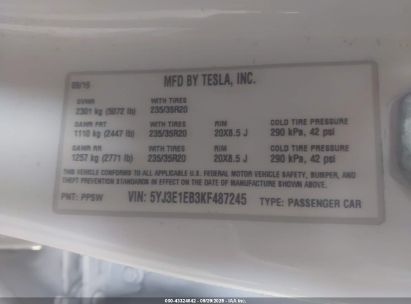 MFD BY TESLA, INC.
GVWR WITH TIRES
2301 kg (5072 lb) 235/35R20
GAWR FRT WITH TIRES RIM COLD TIRE PRESSURE
1110 kg (2447 lb) 235/35R20 20X8.5 J 290 kPa, 42 psi
GAWR RR WITH TIRES RIM COLD TIRE PRESSURE
1257 kg (2771 lb) 235/35R20 20X8.5 J 290 kPa, 42 psi
THIS VEHICLE CONFORMS TO ALL APPLICABLE U.S. FEDERAL MOTOR VEHICLE SAFETY, BUMPER, AND
THEFT PREVENTION STANDARDS IN EFFECT ON THE DATE OF MANUFACTURE SHOWN ABOVE.
PNT: PPSW VIN: 5YJ3E1EB3KF487245 TYPE: PASSENGER CAR